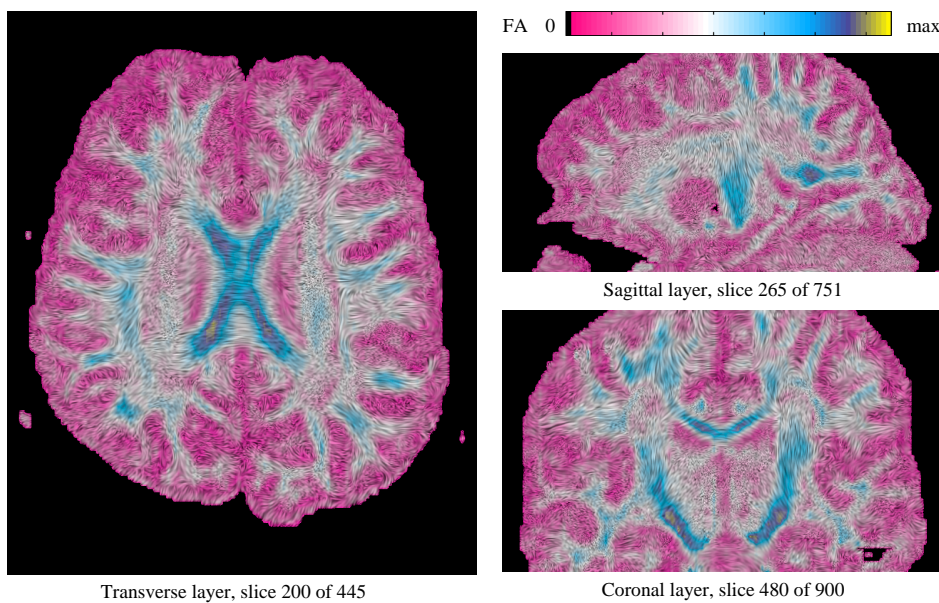 FA 0 max
Sagittal layer, slice 265 of 751
Transverse layer, slice 200 of 445
Coronal layer, slice 480 of 900